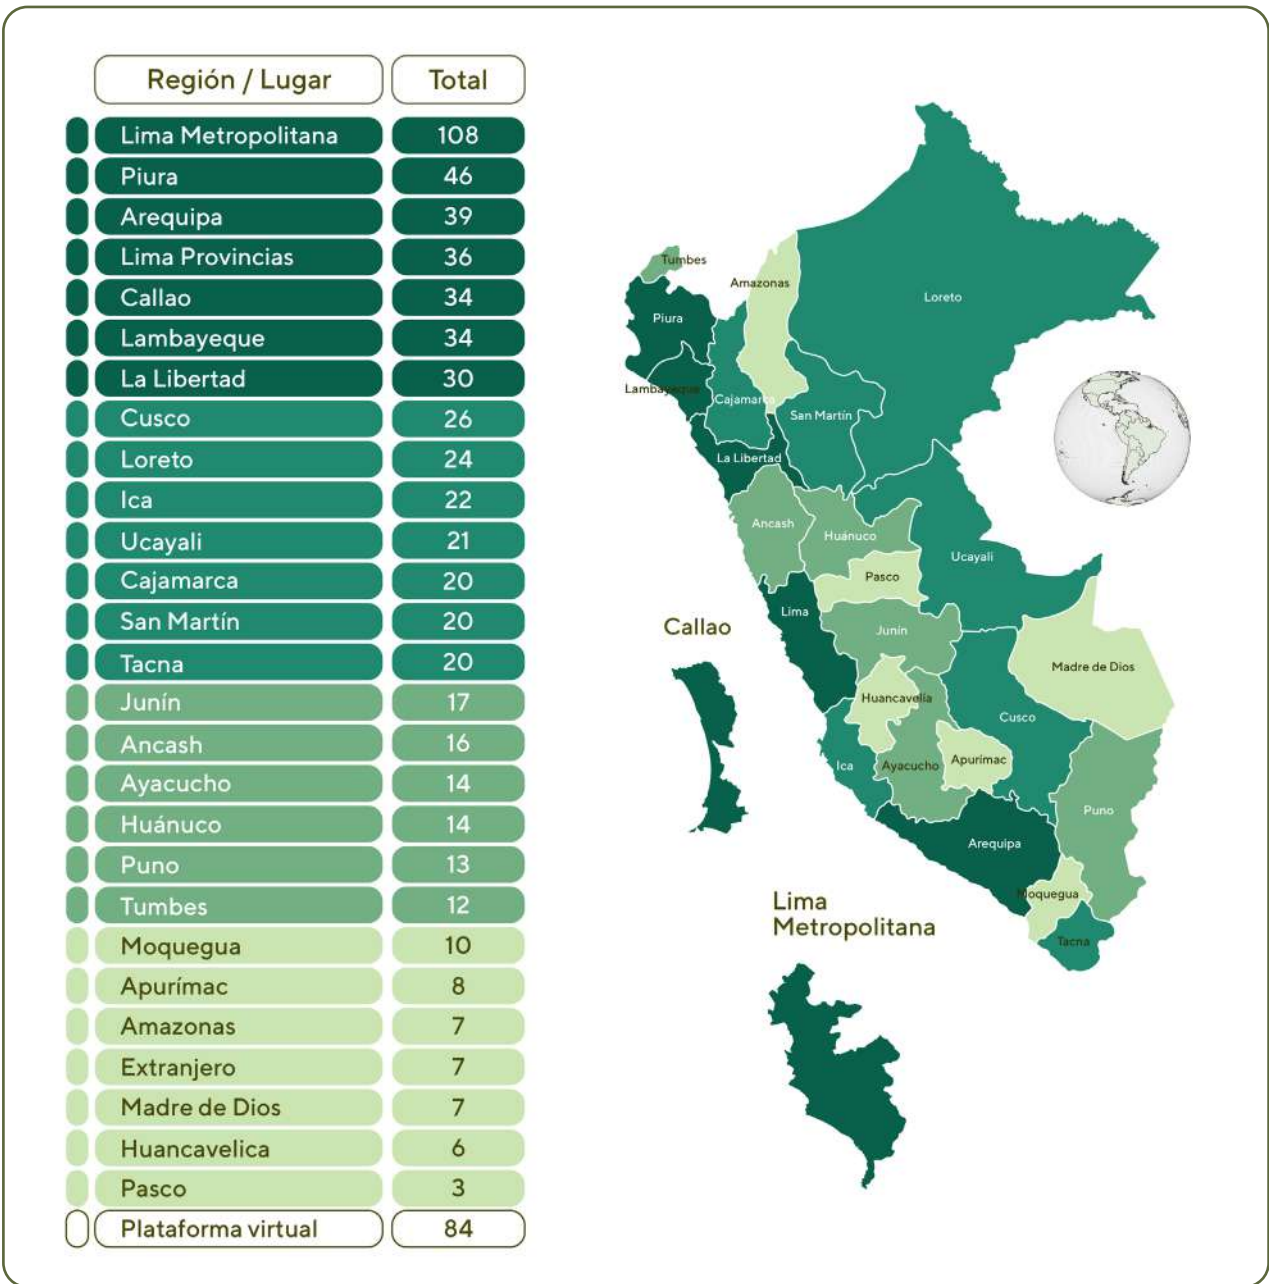 Región / Lugar Total
Lima Metropolitana 108
Piura 46
Arequipa 39
Lima Provincias 36
Callao 34
Lambayeque 34
La Libertad 30
Cusco 26
Loreto 24
Ica 22
Ucayali 21
Cajamarca 20
San Martín 20
Tacna 20
Junín 17
Ancash 16
Ayacucho 14
Huánuco 14
Puno 13
Tumbes 12
Moquegua 10
Apurímac 8
Amazonas 7
Extranjero 7
Madre de Dios 7
Huancavelica 6
Pasco 3
Plataforma virtual 84
Tumbes
Amazonas
Loreto
Piura
Lambayeque
Cajamarca
San Martín
La Libertad
Ancash
Huánuco
Ucayali
Pasco
Lima
Junín
Callao
Madre de Dios
Huancavelia
Cusco
Ica
Ayacucho
Apurímac
Puno
Arequipa
Moquegua
Tacna
Lima
Metropolitana